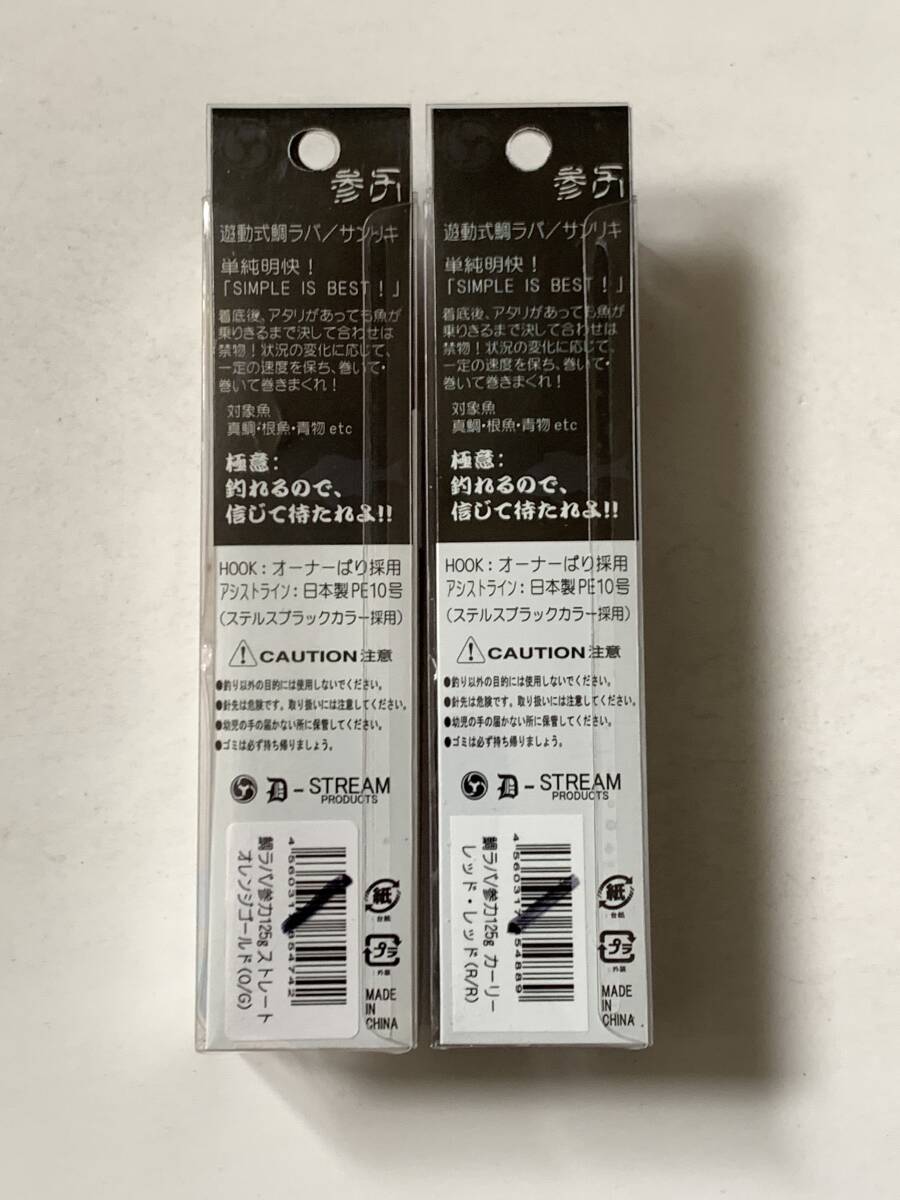 参力
遊動式鯛ラバ/サンリキ
単純明快!
「SIMPLE IS BEST!」
着底後、アタリがあっても魚が
乗りきるまで決して合わせは
禁物!状況の変化に応じて、
一定の速度を保ち、巻いて・
巻いて巻きまくれ!
対象魚
真鯛・根魚・青物 etc
極意:
釣れるので、
信じて待たれよ!!
HOOK:オーナーばり採用
アシストライン:日本製PE10号
(ステルスブラックカラー採用)
CAUTION 注意
●釣り以外の目的には使用しないでください。
●針先は危険です。取り扱いには注意してください。
●幼児の手の届かない所に保管してください。
●ゴミは必ず持ち帰りましょう。
D-STREAM
PRODUCTS
鯛ラバ/参力125g ストレート
オレンジゴールド(O/G)
紙
台紙
プラ
外装
MADE
IN
CHINA
参力
遊動式鯛ラバ/サンリキ
単純明快!
「SIMPLE IS BEST!」
着底後、アタリがあっても魚が
乗りきるまで決して合わせは
禁物!状況の変化に応じて、
一定の速度を保ち、巻いて・
巻いて巻きまくれ!
対象魚
真鯛・根魚・青物 etc
極意:
釣れるので、
信じて待たれよ!!
HOOK:オーナーばり採用
アシストライン:日本製PE10号
(ステルスブラックカラー採用)
CAUTION 注意
●釣り以外の目的には使用しないでください。
●針先は危険です。取り扱いには注意してください。
●幼児の手の届かない所に保管してください。
●ゴミは必ず持ち帰りましょう。
D-STREAM
PRODUCTS
鯛ラバ/参力125g カーリー
レッド・レッド(R/R)
紙
台紙
プラ
外装
MADE
IN
CHINA